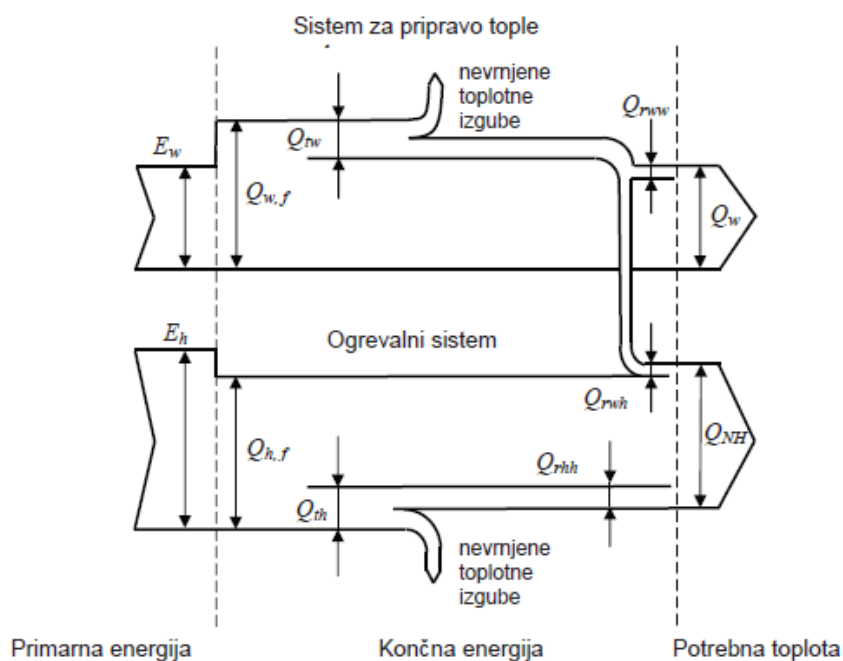 Sistem za pripravo tople
nevrnjene
toplotne
izgube
Q_rww
E_w
Q_tw
Q_w,f
Q_w
E_h
Ogrevalni sistem
Q_rwh
Q_NH
Q_h,f
Q_rhh
Q_th
nevrnjene
toplotne
izgube
Primarna energija
Končna energija
Potrebna toplota